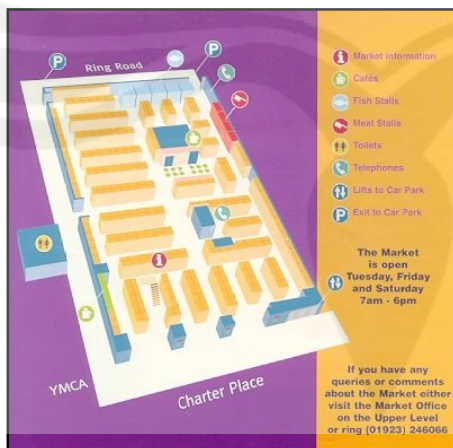 P
P
Ring Road
i
YMCA
Charter Place
i Market Information
Cafés
Fish Stalls
Meat Stalls
Toilets
Telephones
Lifts to Car Park
P Exit to Car Park
The Market
is open
Tuesday, Friday
and Saturday
7am - 6pm
If you have any
queries or comments
about the Market either
visit the Market Office
on the Upper Level
or ring (01923) 246066